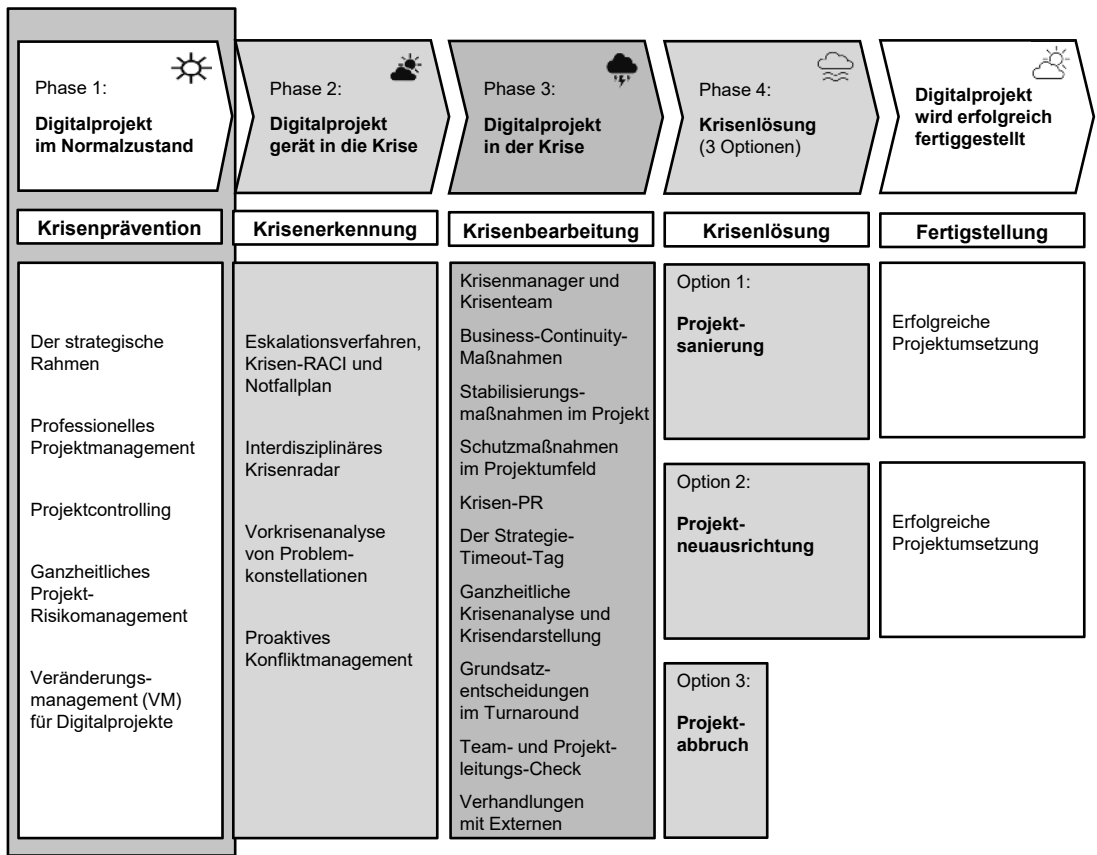 Phase 1:
Digitalprojekt
im Normalzustand
Phase 2:
Digitalprojekt
gerät in die Krise
Phase 3:
Digitalprojekt
in der Krise
Phase 4:
Krisenlösung
(3 Optionen)
Digitalprojekt
wird erfolgreich
fertiggestellt
Krisenprävention
Krisenerkennung
Krisenbearbeitung
Krisenlösung
Fertigstellung
Der strategische
Rahmen
Professionelles
Projektmanagement
Projektcontrolling
Ganzheitliches
Projekt-
Risikomanagement
Veränderungs-
management (VM)
für Digitalprojekte
Eskalationsverfahren,
Krisen-RACI und
Notfallplan
Interdisziplinäres
Krisenradar
Vorkrisenanalyse
von Problem-
konstellationen
Proaktives
Konfliktmanagement
Krisenmanager und
Krisenteam
Business-Continuity-
Maßnahmen
Stabilisierungs-
maßnahmen im Projekt
Schutzmaßnahmen
im Projektumfeld
Krisen-PR
Der Strategie-
Timeout-Tag
Ganzheitliche
Krisenanalyse und
Krisendarstellung
Grundsatz-
entscheidungen
im Turnaround
Team- und Projekt-
leitungs-Check
Verhandlungen
mit Externen
Option 1:
Projekt-
sanierung
Option 2:
Projekt-
neuausrichtung
Option 3:
Projekt-
abbruch
Erfolgreiche
Projektumsetzung
Erfolgreiche
Projektumsetzung